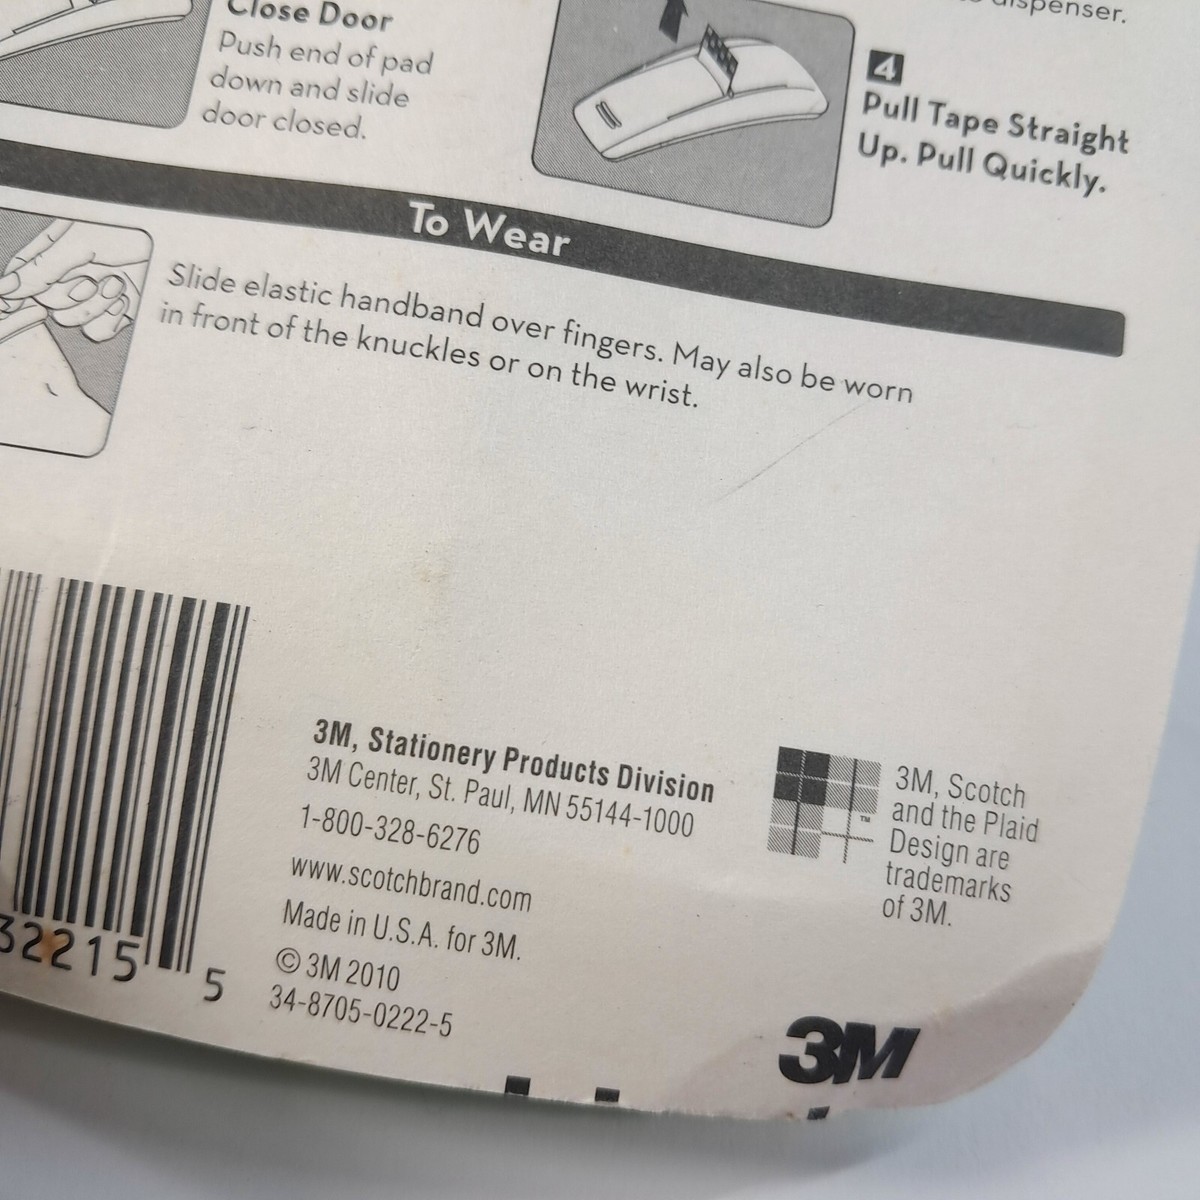 Close Door
Push end of pad
down and slide
door closed.
dispenser.
4
Pull Tape Straight
Up. Pull Quickly.
To Wear
Slide elastic handband over fingers. May also be worn
in front of the knuckles or on the wrist.
32215 5
3M, Stationery Products Division
3M Center, St. Paul, MN 55144-1000
1-800-328-6276
www.scotchbrand.com
Made in U.S.A. for 3M.
© 3M 2010
34-8705-0222-5
™
3M, Scotch
and the Plaid
Design are
trademarks
of 3M.
3M